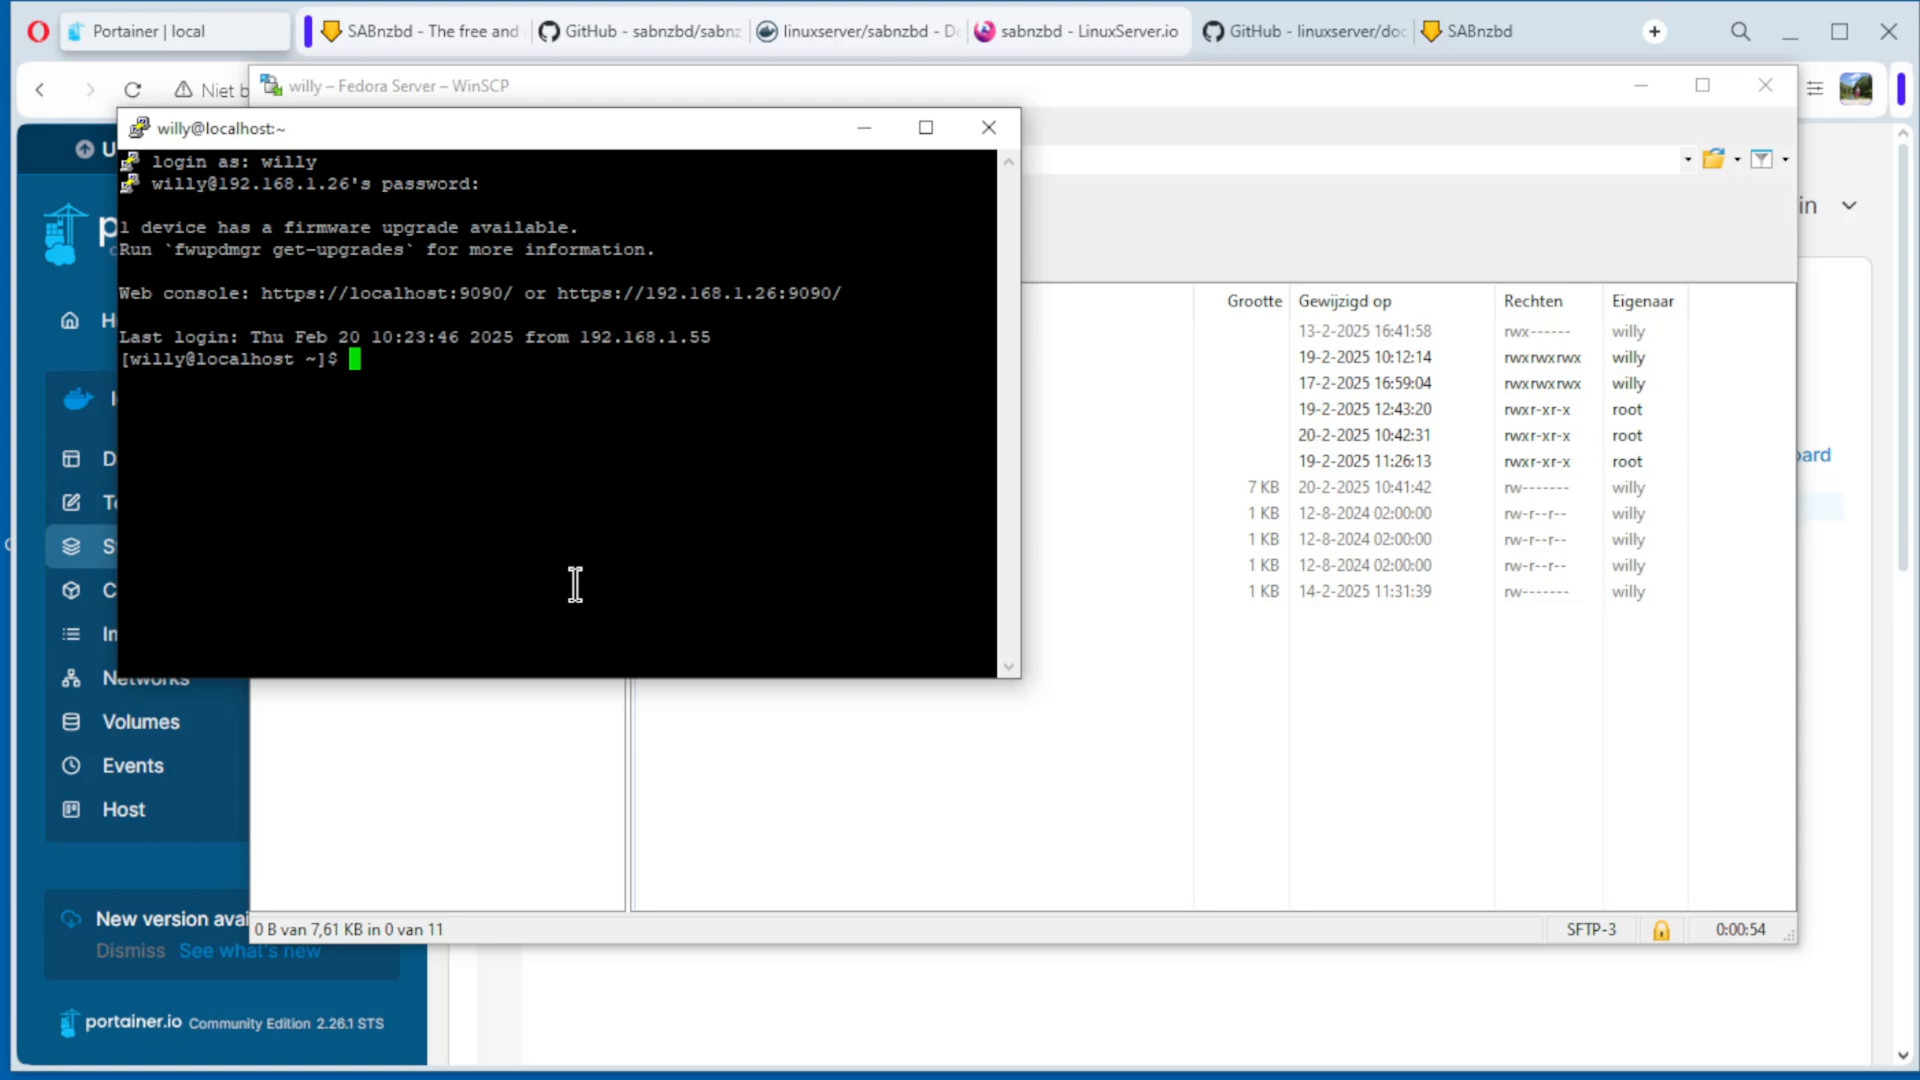 Portainer | local
SABnzbd - The free and
GitHub - sabnzbd/sabnz
linuxserver/sabnzbd - Do
sabnzbd - LinuxServer.io
GitHub - linuxserver/doc
SABnzbd
Niet b
willy – Fedora Server – WinSCP
willy@localhost:~
login as: willy
willy@192.168.1.26's password:
1 device has a firmware upgrade available.
Run `fwupdmgr get-upgrades` for more information.
Web console: https://localhost:9090/ or https://192.168.1.26:9090/
Last login: Thu Feb 20 10:23:46 2025 from 192.168.1.55
[willy@localhost ~]$
in
Grootte Gewijzigd op Rechten Eigenaar
13-2-2025 16:41:58 rwx------ willy
19-2-2025 10:12:14 rwxrwxrwx willy
17-2-2025 16:59:04 rwxrwxrwx willy
19-2-2025 12:43:20 rwxr-xr-x root
20-2-2025 10:42:31 rwxr-xr-x root
19-2-2025 11:26:13 rwxr-xr-x root
7 KB 20-2-2025 10:41:42 rw------- willy
1 KB 12-8-2024 02:00:00 rw-r--r-- willy
1 KB 12-8-2024 02:00:00 rw-r--r-- willy
1 KB 12-8-2024 02:00:00 rw-r--r-- willy
1 KB 14-2-2025 11:31:39 rw------- willy
oard
Networks
Volumes
Events
Host
0 B van 7,61 KB in 0 van 11
SFTP-3
0:00:54
New version avai
Dismiss See what's new
portainer.io Community Edition 2.26.1 STS